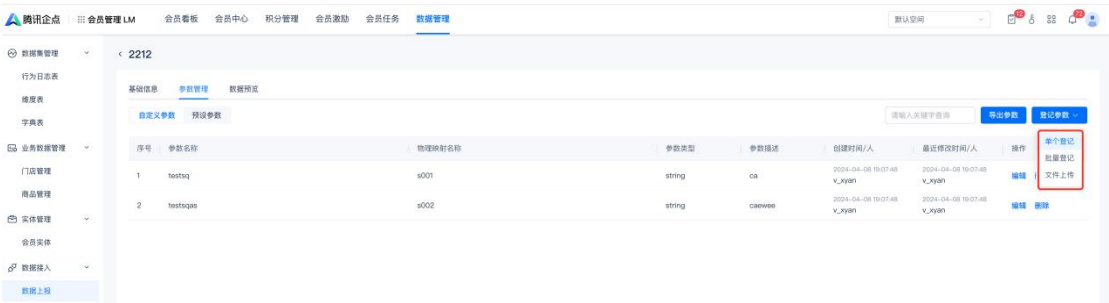 腾讯企点 会员管理 LM 会员看板 会员中心 积分管理 会员激励 会员任务 数据管理 默认空间 12 72
数据集管理
行为日志表
维度表
字典表
业务数据管理
门店管理
商品管理
实体管理
会员实体
数据接入
数据上报
< 2212
基础信息 参数管理 数据预览
自定义参数 预设参数 请输入关键字查询 导出参数 登记参数
单个登记
批量登记
文件上传
序号 参数名称 物理映射名称 参数类型 参数描述 创建时间/人 最近修改时间/人 操作
1 testsq s001 string ca 2024-04-08 19:07:48 2024-04-08 19:07:48 编辑
v_xyan v_xyan
2 testsqas s002 string caewee 2024-04-08 19:07:48 2024-04-08 19:07:48 编辑 删除
v_xyan v_xyan